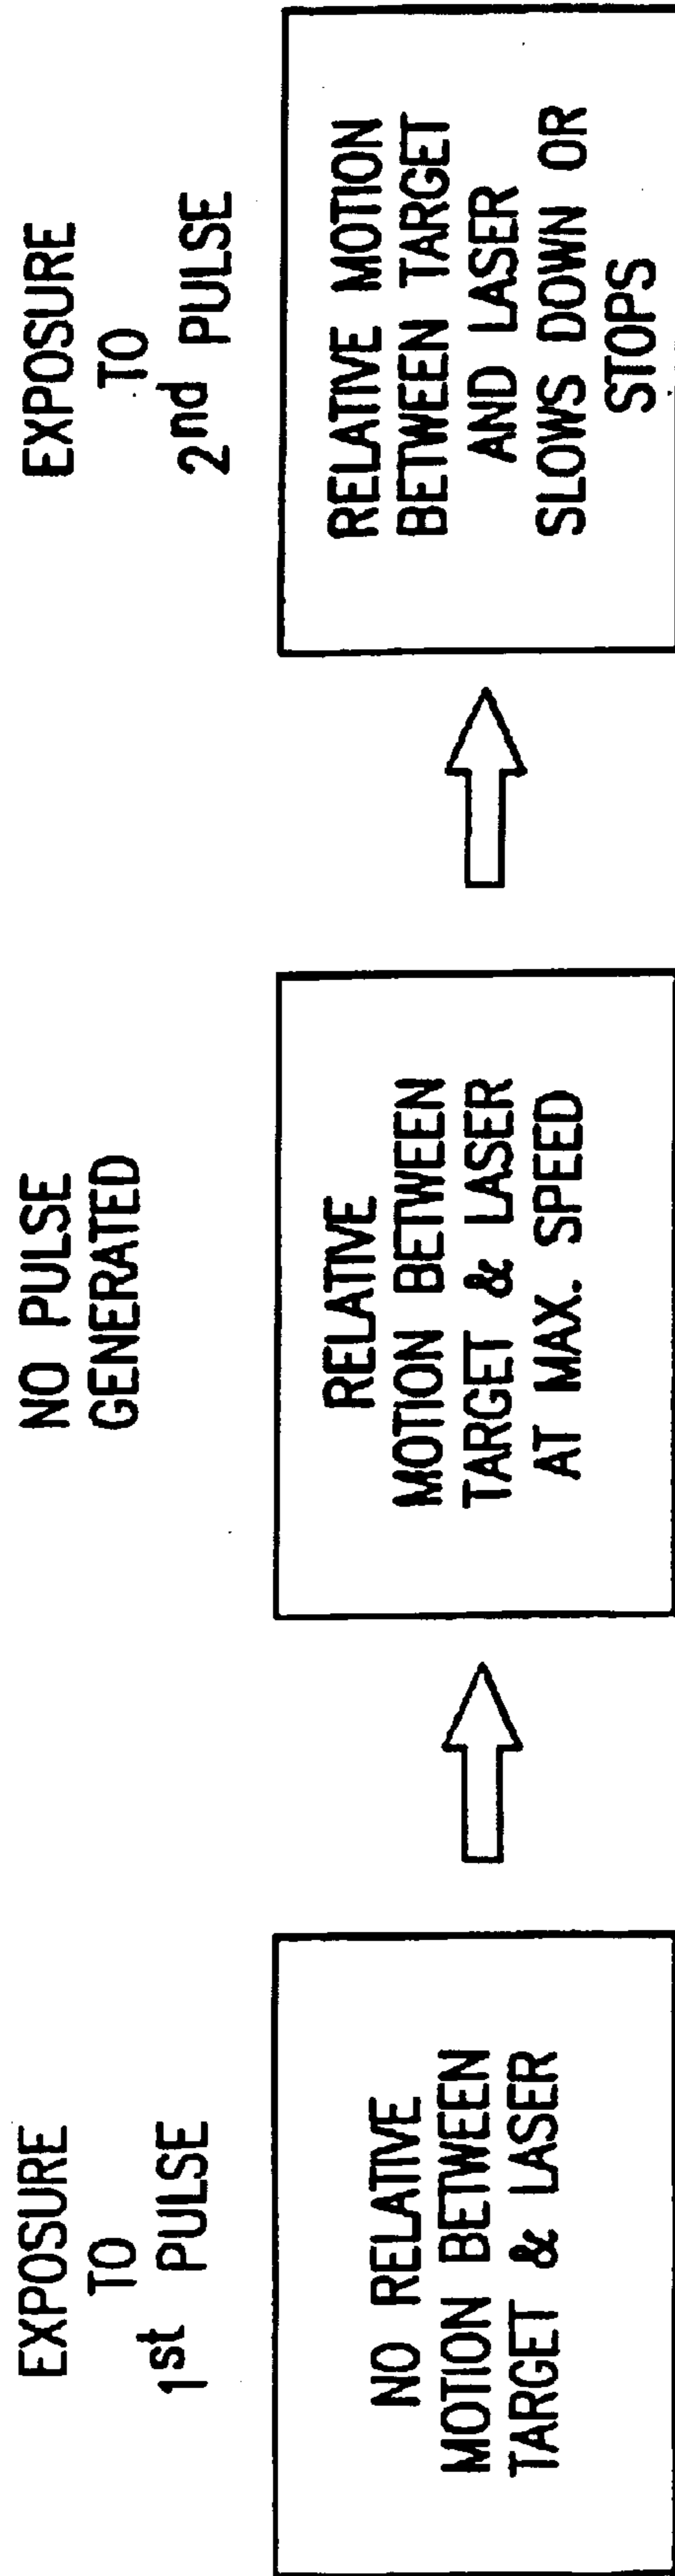 EXPOSURE
TO
1st PULSE
NO RELATIVE
MOTION BETWEEN
TARGET & LASER
NO PULSE
GENERATED
RELATIVE
MOTION BETWEEN
TARGET & LASER
AT MAX. SPEED
EXPOSURE
TO
2nd PULSE
RELATIVE MOTION
BETWEEN TARGET
AND LASER
SLOWS DOWN OR
STOPS